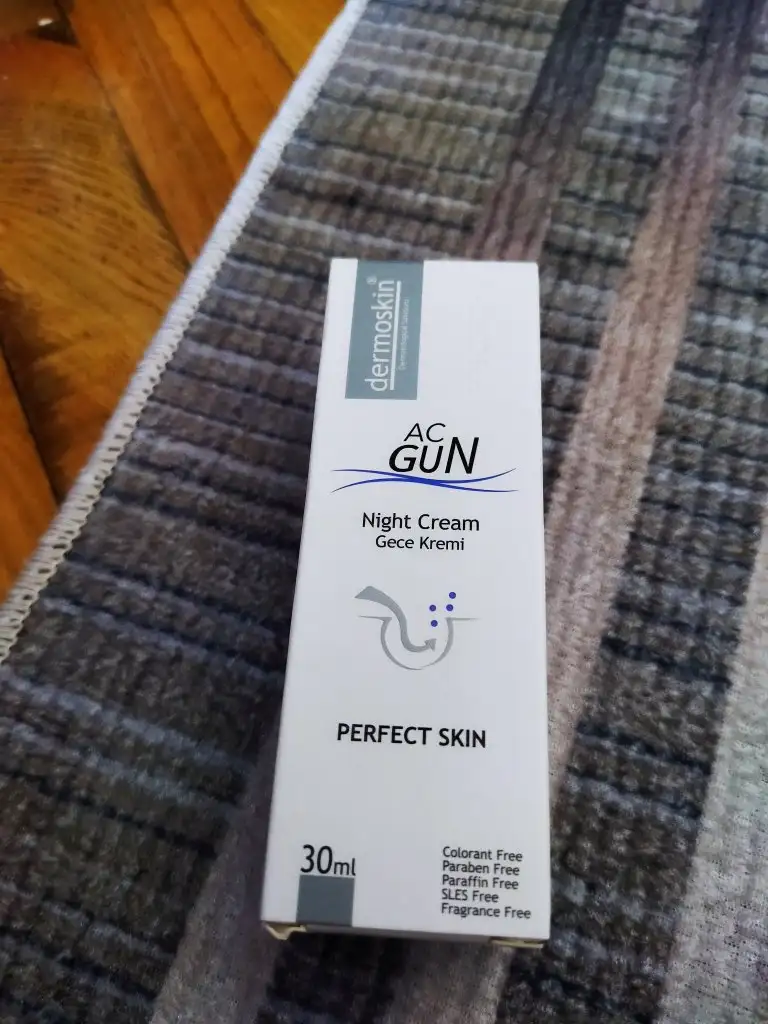 dermoskin®
AC
GUN
Night Cream
Gece Kremi
PERFECT SKIN
30ml
Colorant Free
Paraben Free
Paraffin Free
SLES Free
Fragrance Free